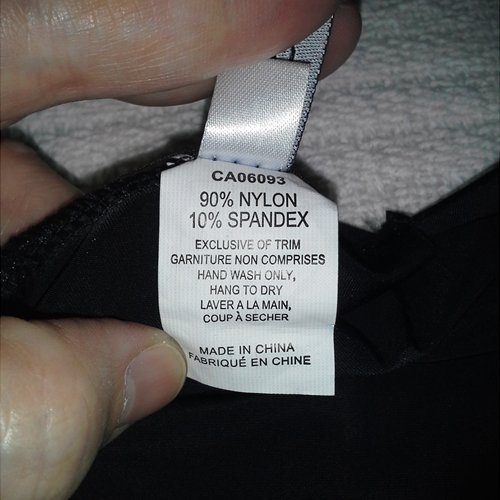 CA06093
90% NYLON
10% SPANDEX
EXCLUSIVE OF TRIM
GARNITURE NON COMPRISES
HAND WASH ONLY,
HANG TO DRY
LAVER A LA MAIN,
COUP À SECHER
MADE IN CHINA
FABRIQUÉ EN CHINE